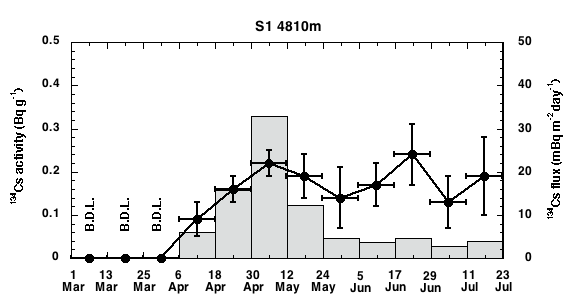 S1 4810m
0.5
0.4
0.3
0.2
0.1
0
50
40
30
20
10
0
¹³⁴Cs activity (Bq g⁻¹)
¹³⁴Cs flux (mBq m⁻² day⁻¹)
B.D.L.
B.D.L.
B.D.L.
1 13 25 6 18 30 12 24 5 17 29 11 23
Mar Mar Mar Apr Apr Apr May May Jun Jun Jun Jul Jul